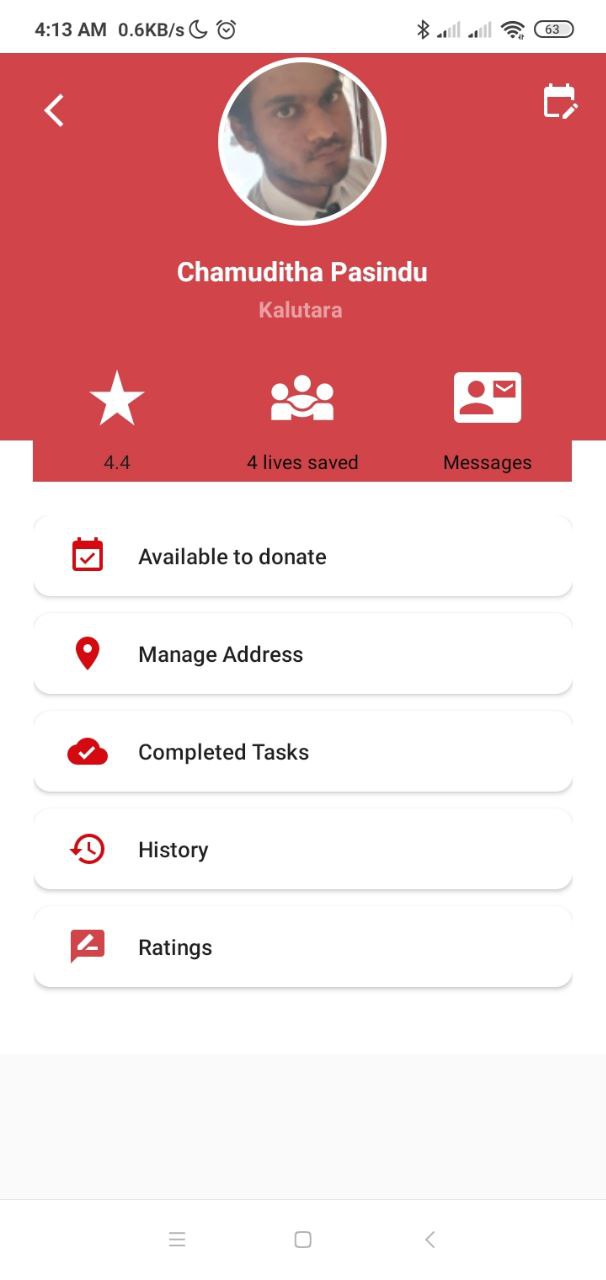 4:13 AM 0.6KB/s
63
Chamuditha Pasindu
Kalutara
4.4
4 lives saved
Messages
Available to donate
Manage Address
Completed Tasks
History
Ratings